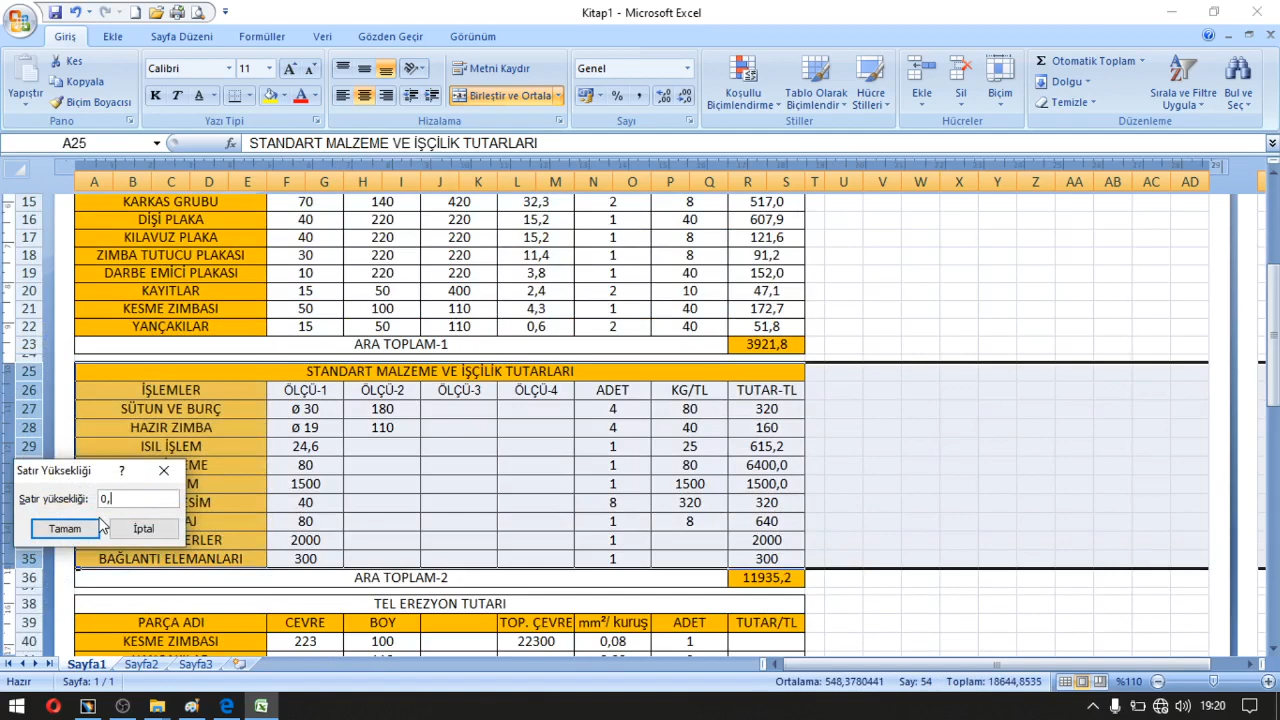 Kitap1 - Microsoft Excel
Giriş Ekle Sayfa Düzeni Formüller Veri Gözden Geçir Görünüm
Yapıştır Kes Kopyala Biçim Boyacısı Pano
Calibri 11 K T A A Yazı Tipi
Metni Kaydır Birleştir ve Ortala Hizalama
Genel % Sayı
Koşullu Biçimlendirme Tablo Olarak Biçimlendir Hücre Stilleri Stiller
Ekle Sil Biçim Hücreler
Σ Otomatik Toplam Dolgu Temizle Sırala ve Filtre Uygula Bul ve Seç Düzenleme
A25 fx STANDART MALZEME VE İŞÇİLİK TUTARLARI
A B C D E F G H I J K L M N O P Q R S T U V W X Y Z AA AB AC AD
15 KARKAS GRUBU 70 140 420 32,3 2 8 517,0
16 DİŞİ PLAKA 40 220 220 15,2 1 40 607,9
17 KILAVUZ PLAKA 40 220 220 15,2 1 8 121,6
18 ZIMBA TUTUCU PLAKASI 30 220 220 11,4 1 8 91,2
19 DARBE EMİCİ PLAKASI 10 220 220 3,8 1 40 152,0
20 KAYITLAR 15 50 400 2,4 2 10 47,1
21 KESME ZIMBASI 50 100 110 4,3 1 40 172,7
22 YANÇAKILAR 15 50 110 0,6 2 40 51,8
23 ARA TOPLAM-1 3921,8
25 STANDART MALZEME VE İŞÇİLİK TUTARLARI
26 İŞLEMLER ÖLÇÜ-1 ÖLÇÜ-2 ÖLÇÜ-3 ÖLÇÜ-4 ADET KG/TL TUTAR-TL
27 SÜTUN VE BURÇ Ø 30 180 4 80 320
28 HAZIR ZIMBA Ø 19 110 4 40 160
29 ISIL İŞLEM 24,6 1 25 615,2
EME 80 1 80 6400,0
M 1500 1 1500 1500,0
SİM 40 8 320 320
AJ 80 1 8 640
ERLER 2000 1 2000
35 BAĞLANTI ELEMANLARI 300 1 300
36 ARA TOPLAM-2 11935,2
38 TEL EREZYON TUTARI
39 PARÇA ADI CEVRE BOY TOP. ÇEVRE mm²/ kuruş ADET TUTAR/TL
40 KESME ZIMBASI 223 100 22300 0,08 1
Satır Yüksekliği ?
Satır yüksekliği: 0,
Tamam İptal
Sayfa1 Sayfa2 Sayfa3
Hazır Sayfa: 1 / 1 Ortalama: 548,3780441 Say: 54 Toplam: 18644,8535 %110
19:20